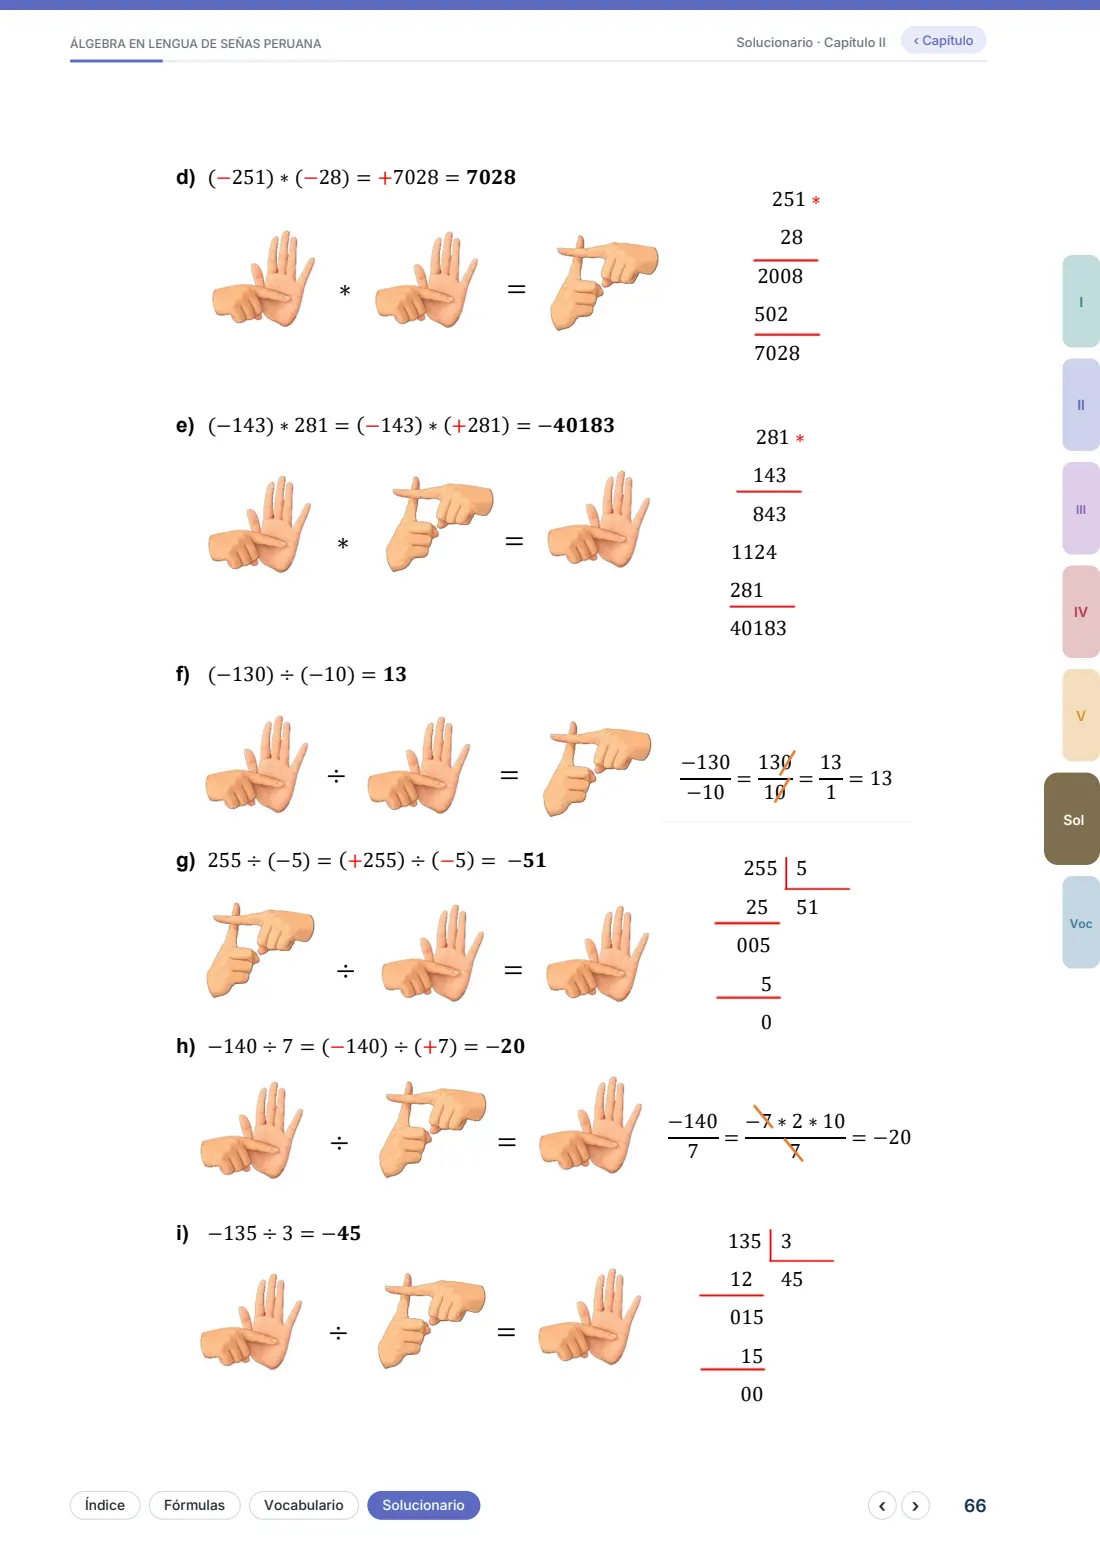 ÁLGEBRA EN LENGUA DE SEÑAS PERUANA
Solucionario · Capítulo II
‹ Capítulo
d) (−251) ∗ (−28) = +7028 = 7028
251 ∗
28
2008
502
7028
∗ =
e) (−143) ∗ 281 = (−143) ∗ (+281) = −40183
281 ∗
143
843
1124
281
40183
∗ =
f) (−130) ÷ (−10) = 13
÷ =
−130/−10 = 130/10 = 13/1 = 13
g) 255 ÷ (−5) = (+255) ÷ (−5) = −51
255 5
25 51
005
5
0
÷ =
h) −140 ÷ 7 = (−140) ÷ (+7) = −20
÷ =
−140/7 = −7 ∗ 2 ∗ 10/7 = −20
i) −135 ÷ 3 = −45
135 3
12 45
015
15
00
÷ =
I
II
III
IV
V
Sol
Voc
Índice
Fórmulas
Vocabulario
Solucionario
‹ ›
66